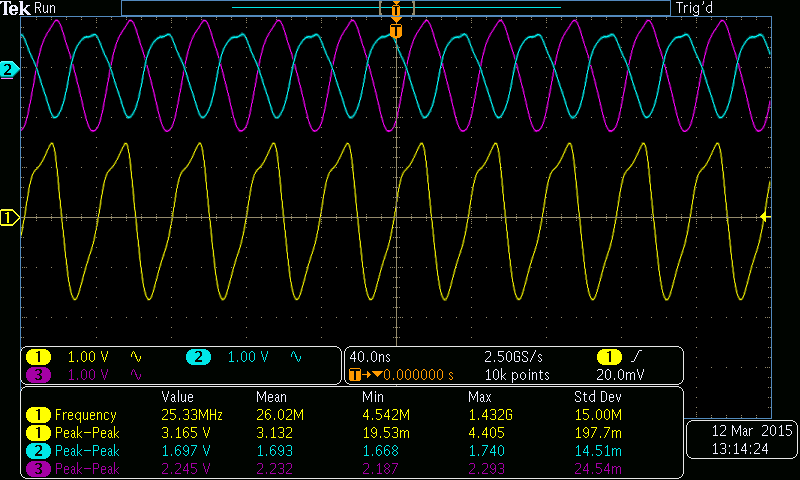 Tek Run Trig'd
T
T
2
1
1 1.00 V 2 1.00 V
3 1.00 V
40.0ns 2.50GS/s 1
T 0.000000 s 10k points 20.0mV
Value Mean Min Max Std Dev
1 Frequency 25.33MHz 26.02M 4.542M 1.432G 15.00M
1 Peak-Peak 3.165 V 3.132 19.53m 4.405 197.7m
2 Peak-Peak 1.697 V 1.693 1.668 1.740 14.51m
3 Peak-Peak 2.245 V 2.232 2.187 2.293 24.54m
12 Mar 2015
13:14:24